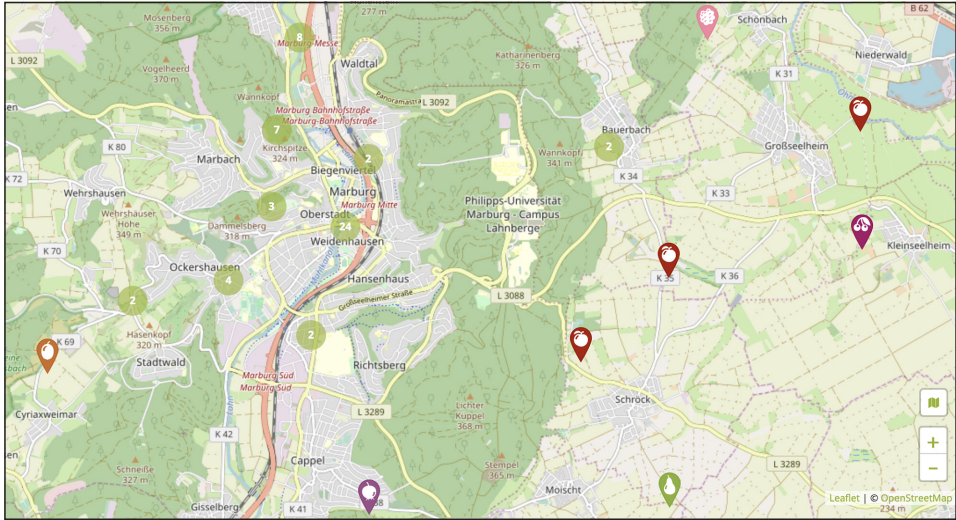 Mosenberg
356 m
277 m
B 62
8
Marburg-Messe
Schönbach
L 3092
Waldtal
Katharinenberg
326 m
Niederwald
Vogelheerd
370 m
K 31
Wannkopf
Panoramastra
L 3092
Marburg Bahnhofstraße
Marburg-Bahnhofstraße
7
Bauerbach
Kirchspitze
324 m
2
K 80
Wannkopf
341 m
Großseelheim
Marbach
2
Biegenviertel
K 72
K 34
Wehrshausen
Marburg
K 33
Philipps-Universität
Marburg - Campus
Lahnberge
3
Marburg Mitte
Wehrshäuser
Höhe
349 m
Oberstadt
Dammelsberg
318 m
24
Weidenhausen
Kleinseelheim
K 70
Ockershausen
4
Hansenhaus
K 35
K 36
2
Großseelheimer Straße
L 3088
Hasenkopf
320 m
2
K 69
Stadtwald
Richtsberg
Marburg Süd
Marburg-Süd
Schröck
Cyriaxweimar
L 3289
Lichter
Küppel
368 m
K 42
Cappel
Stempel
365 m
L 3289
Schneiße
327 m
Moischt
+
−
Gisselberg
K 41
Leaflet | © OpenStreetMap
234 m